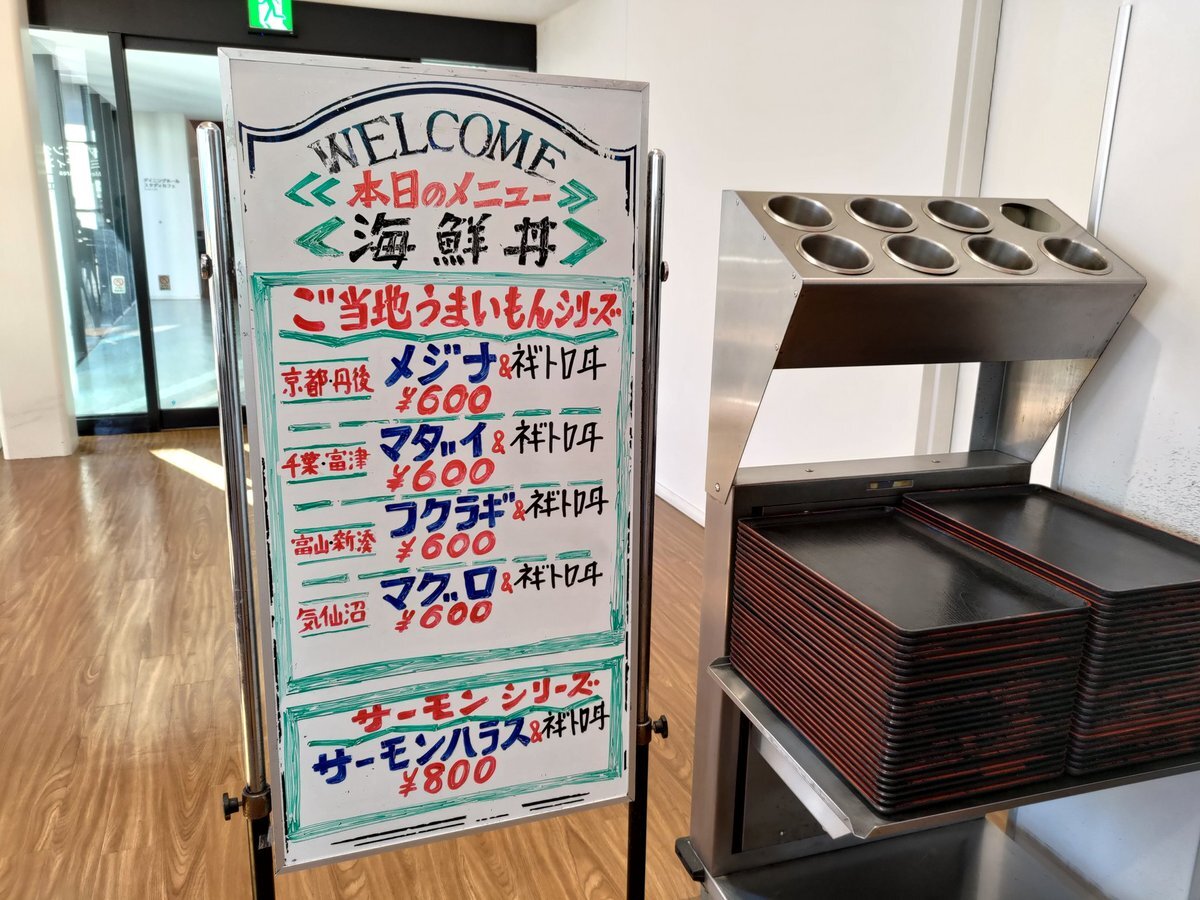 WELCOME
本日のメニュー
海鮮丼
ご当地うまいもんシリーズ
京都・丹後 メジナ&ネギトロ丼
¥600
千葉・富津 マダイ&ネギトロ丼
¥600
富山・新湊 コクラギ&ネギトロ丼
¥600
気仙沼 マグロ&ネギトロ丼
¥600
サーモンシリーズ
サーモンハラス&ネギトロ丼
¥800